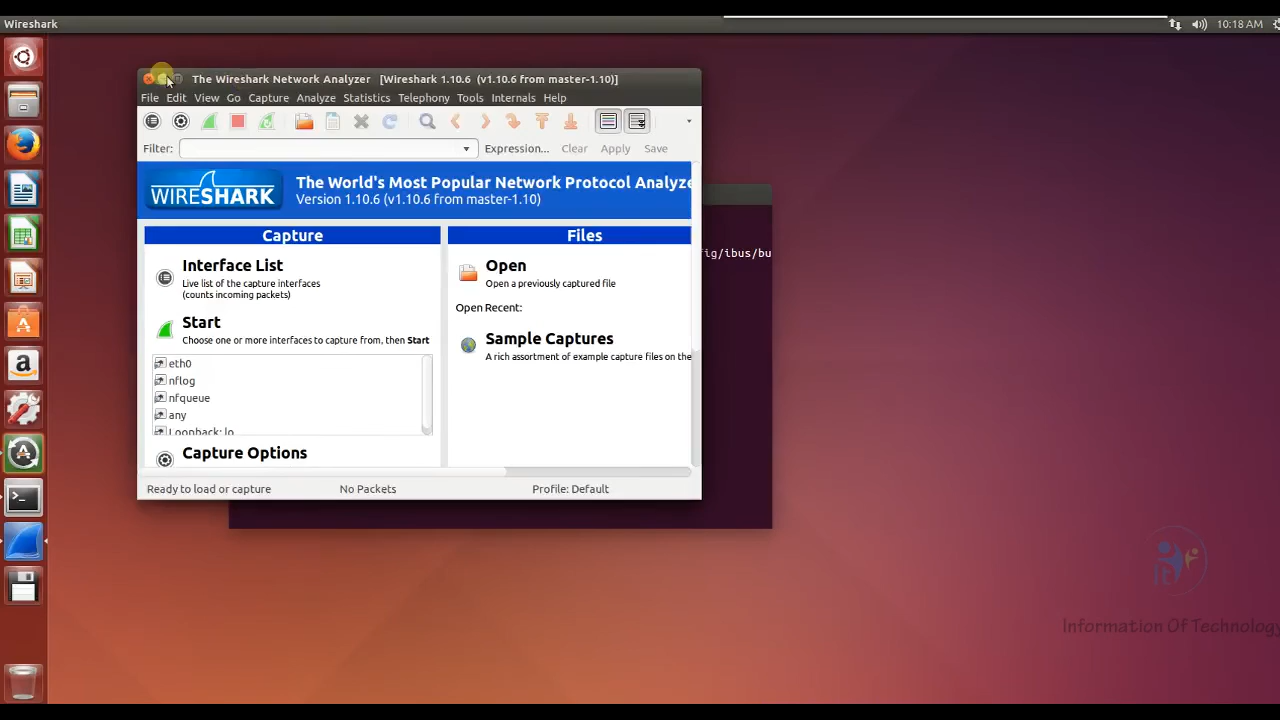 Wireshark
10:18 AM
The Wireshark Network Analyzer [Wireshark 1.10.6 (v1.10.6 from master-1.10)]
File Edit View Go Capture Analyze Statistics Telephony Tools Internals Help
Filter: Expression... Clear Apply Save
WIRESHARK
The World's Most Popular Network Protocol Analyze
Version 1.10.6 (v1.10.6 from master-1.10)
fig/ibus/bu
Capture
Interface List
Live list of the capture interfaces
(counts incoming packets)
Start
Choose one or more interfaces to capture from, then Start
eth0
nflog
nfqueue
any
Loopback: lo
Capture Options
Files
Open
Open a previously captured file
Open Recent:
Sample Captures
A rich assortment of example capture files on the
Ready to load or capture No Packets Profile: Default
it
Information Of Technology